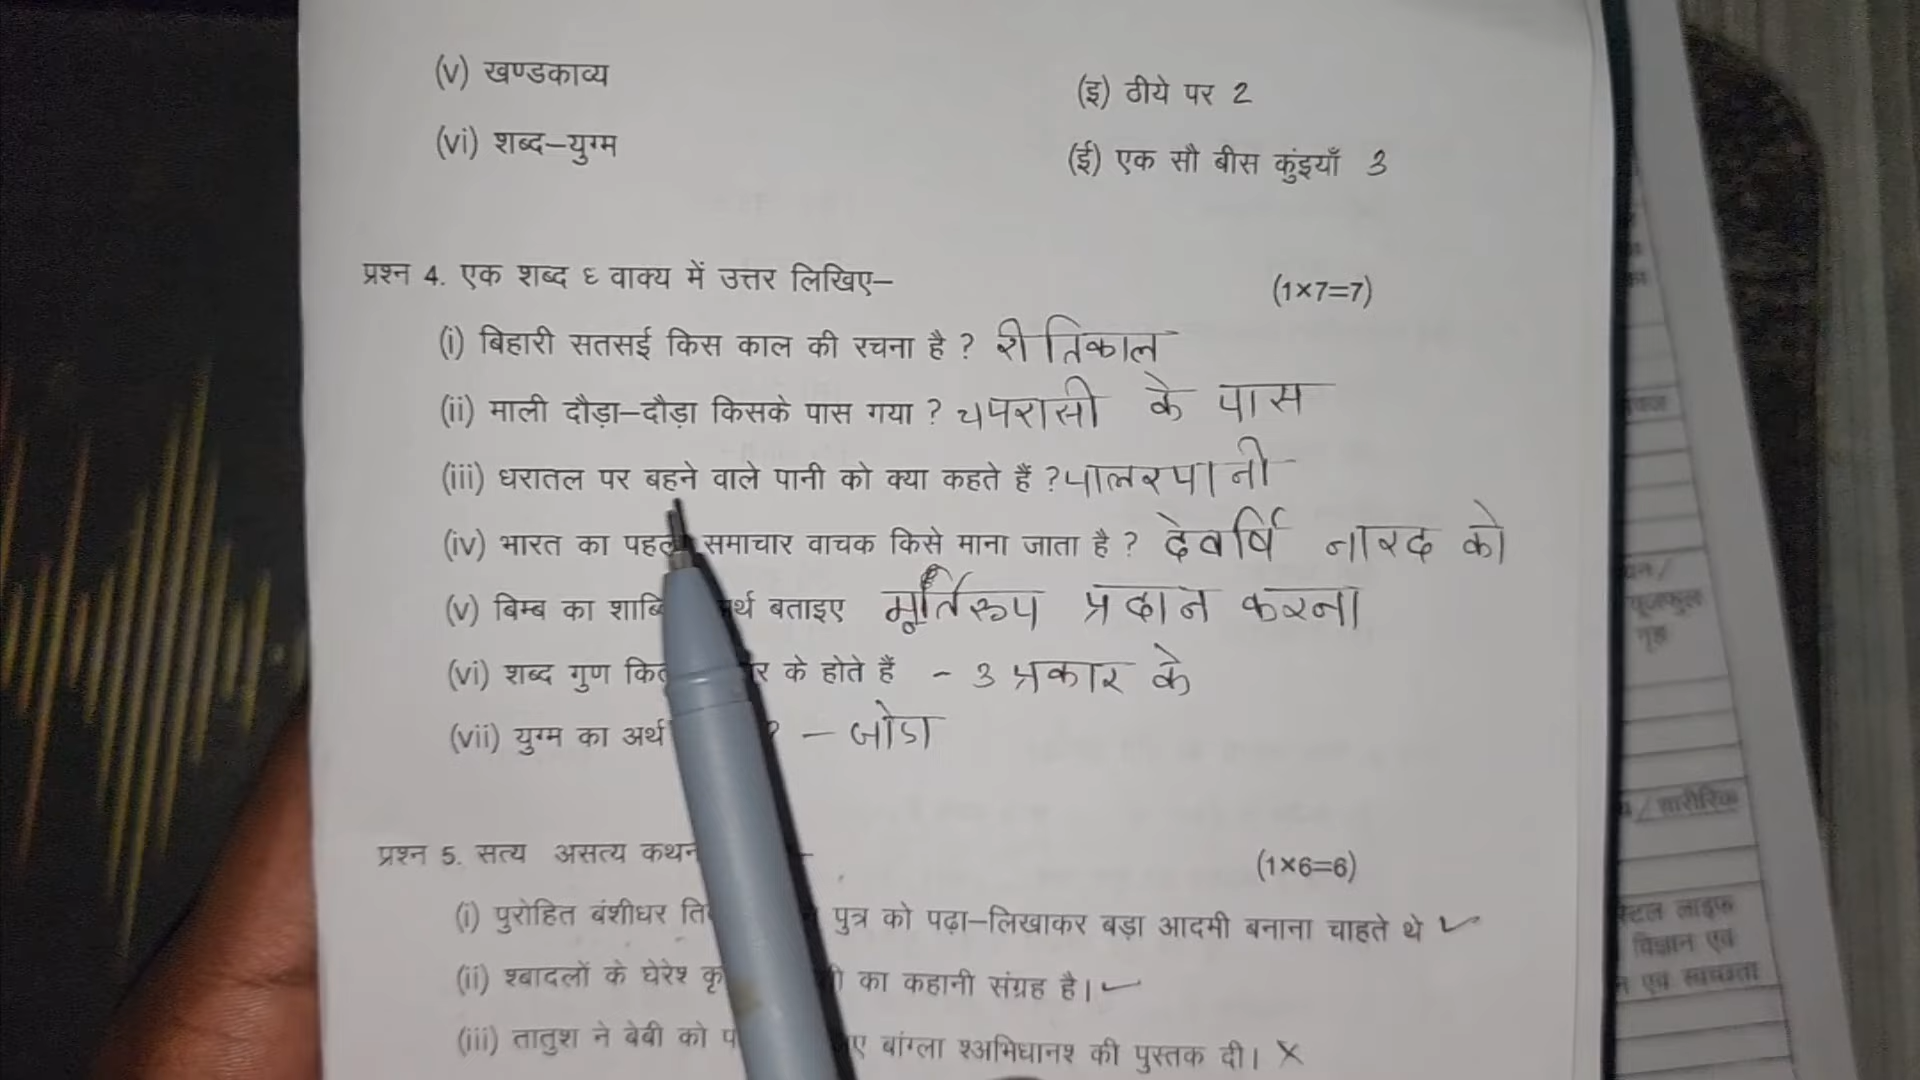 (v) खण्डकाव्य
(इ) ठीये पर 2
(vi) शब्द–युग्म
(ई) एक सौ बीस कुंइयाँ 3
प्रश्न 4. एक शब्द ६ वाक्य में उत्तर लिखिए–
(1×7=7)
(i) बिहारी सतसई किस काल की रचना है ? रीतिकाल
(ii) माली दौड़ा–दौड़ा किसके पास गया ? चपरासी के पास
(iii) धरातल पर बहने वाले पानी को क्या कहते हैं ? पालरपानी
(iv) भारत का समाचार वाचक किसे माना जाता है ? देवर्षि नारद को
(v) बिम्ब का बताइए मूर्तिरूप प्रदान करना
(vi) शब्द गुण के होते हैं – 3 प्रकार के
(vii) युग्म का अर्थ ? – जोडा
प्रश्न 5. सत्य असत्य कथन –
(1×6=6)
(i) पुरोहित बंशीधर पुत्र को पढ़ा–लिखाकर बड़ा आदमी बनाना चाहते थे ✓
(ii) श्बादलों के घेरेश का कहानी संग्रह है। ✓
(iii) तातुश ने बेबी को बांग्ला श्अभिधानश की पुस्तक दी। ×